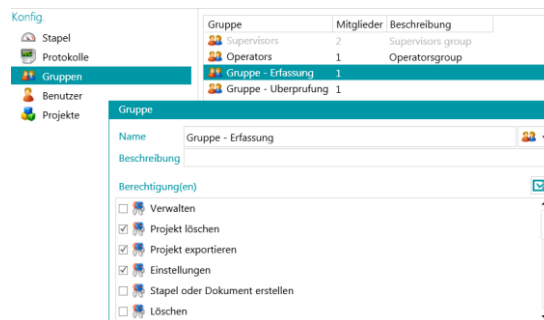 Konfig.
Stapel
Protokolle
Gruppen
Benutzer
Projekte
Gruppe Mitglieder Beschreibung
Supervisors 2 Supervisors group
Operators 1 Operatorsgroup
Gruppe - Erfassung 1
Gruppe - Uberprufung 1
Gruppe
Name Gruppe - Erfassung
Beschreibung
Berechtigung(en)
Verwalten
Projekt löschen
Projekt exportieren
Einstellungen
Stapel oder Dokument erstellen
Löschen